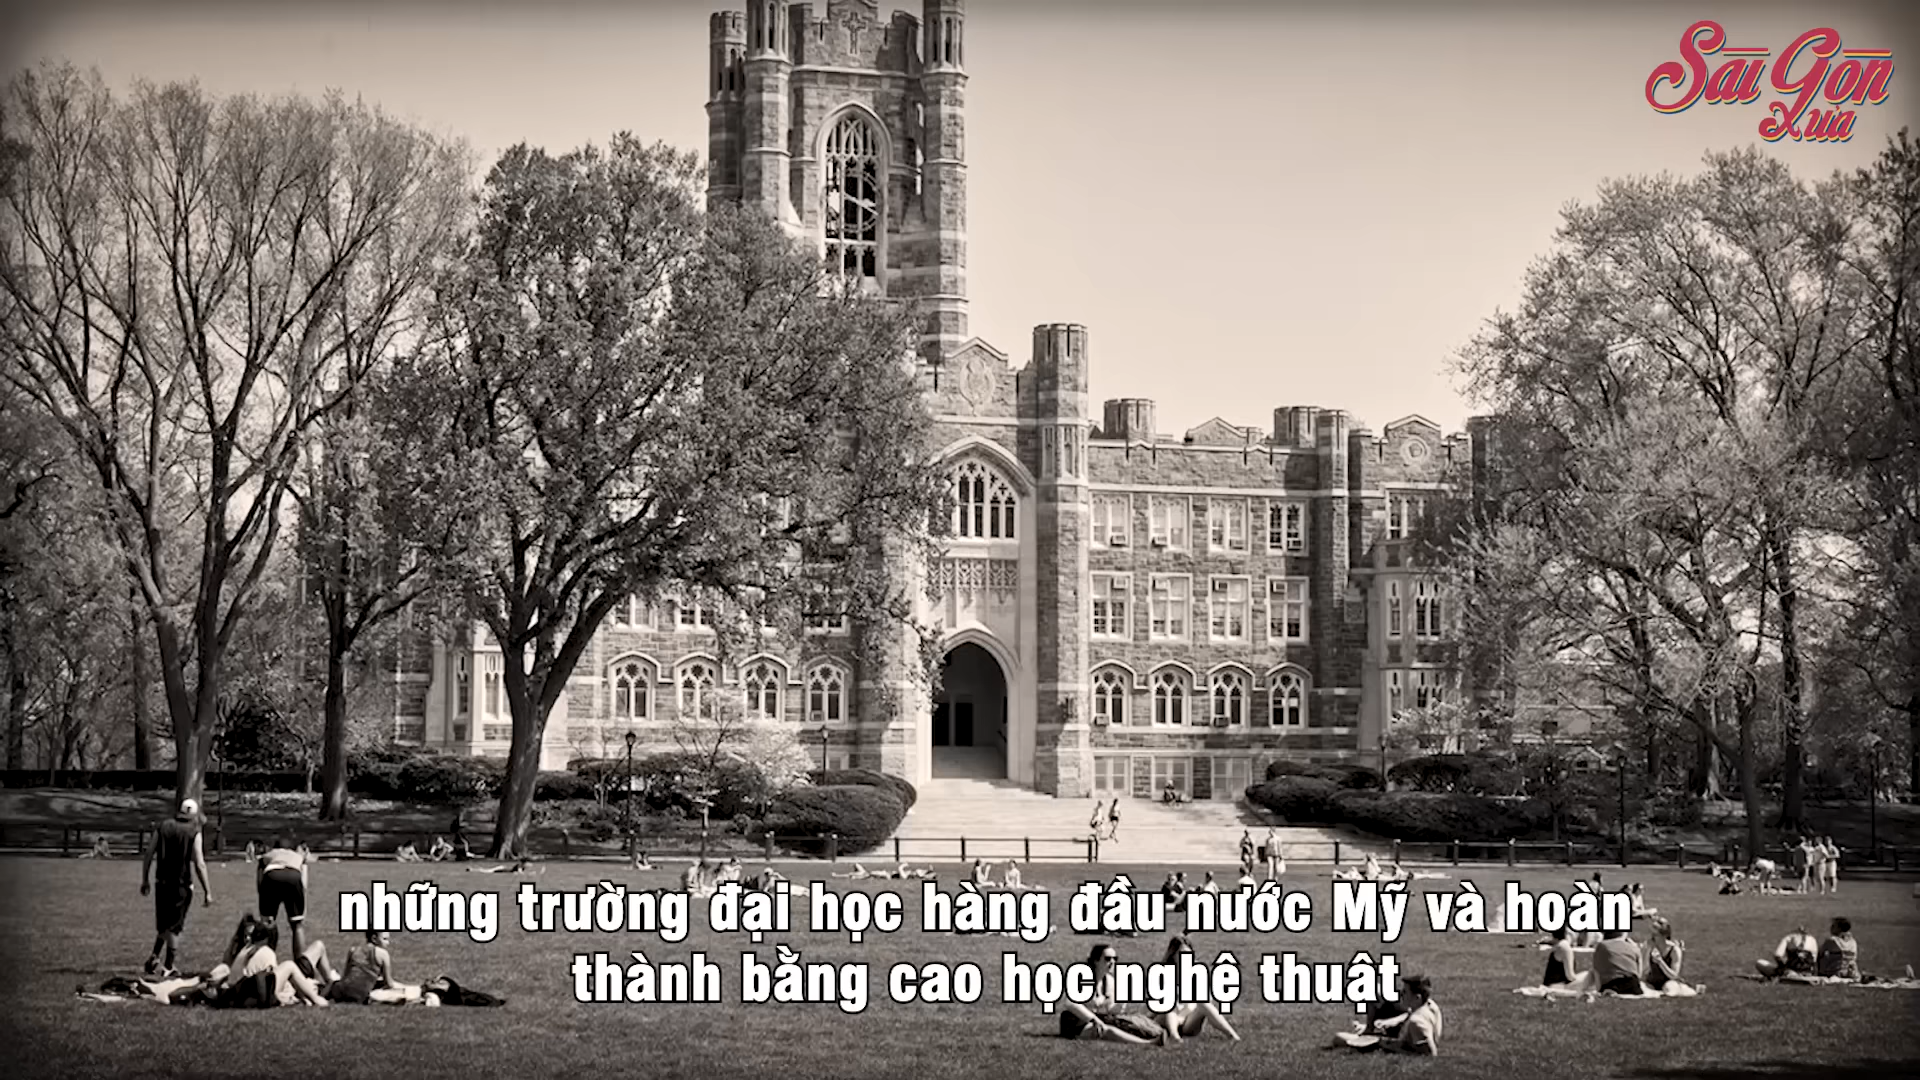 Sài Gòn
Xưa
những trường đại học hàng đầu nước Mỹ và hoàn
thành bằng cao học nghệ thuật